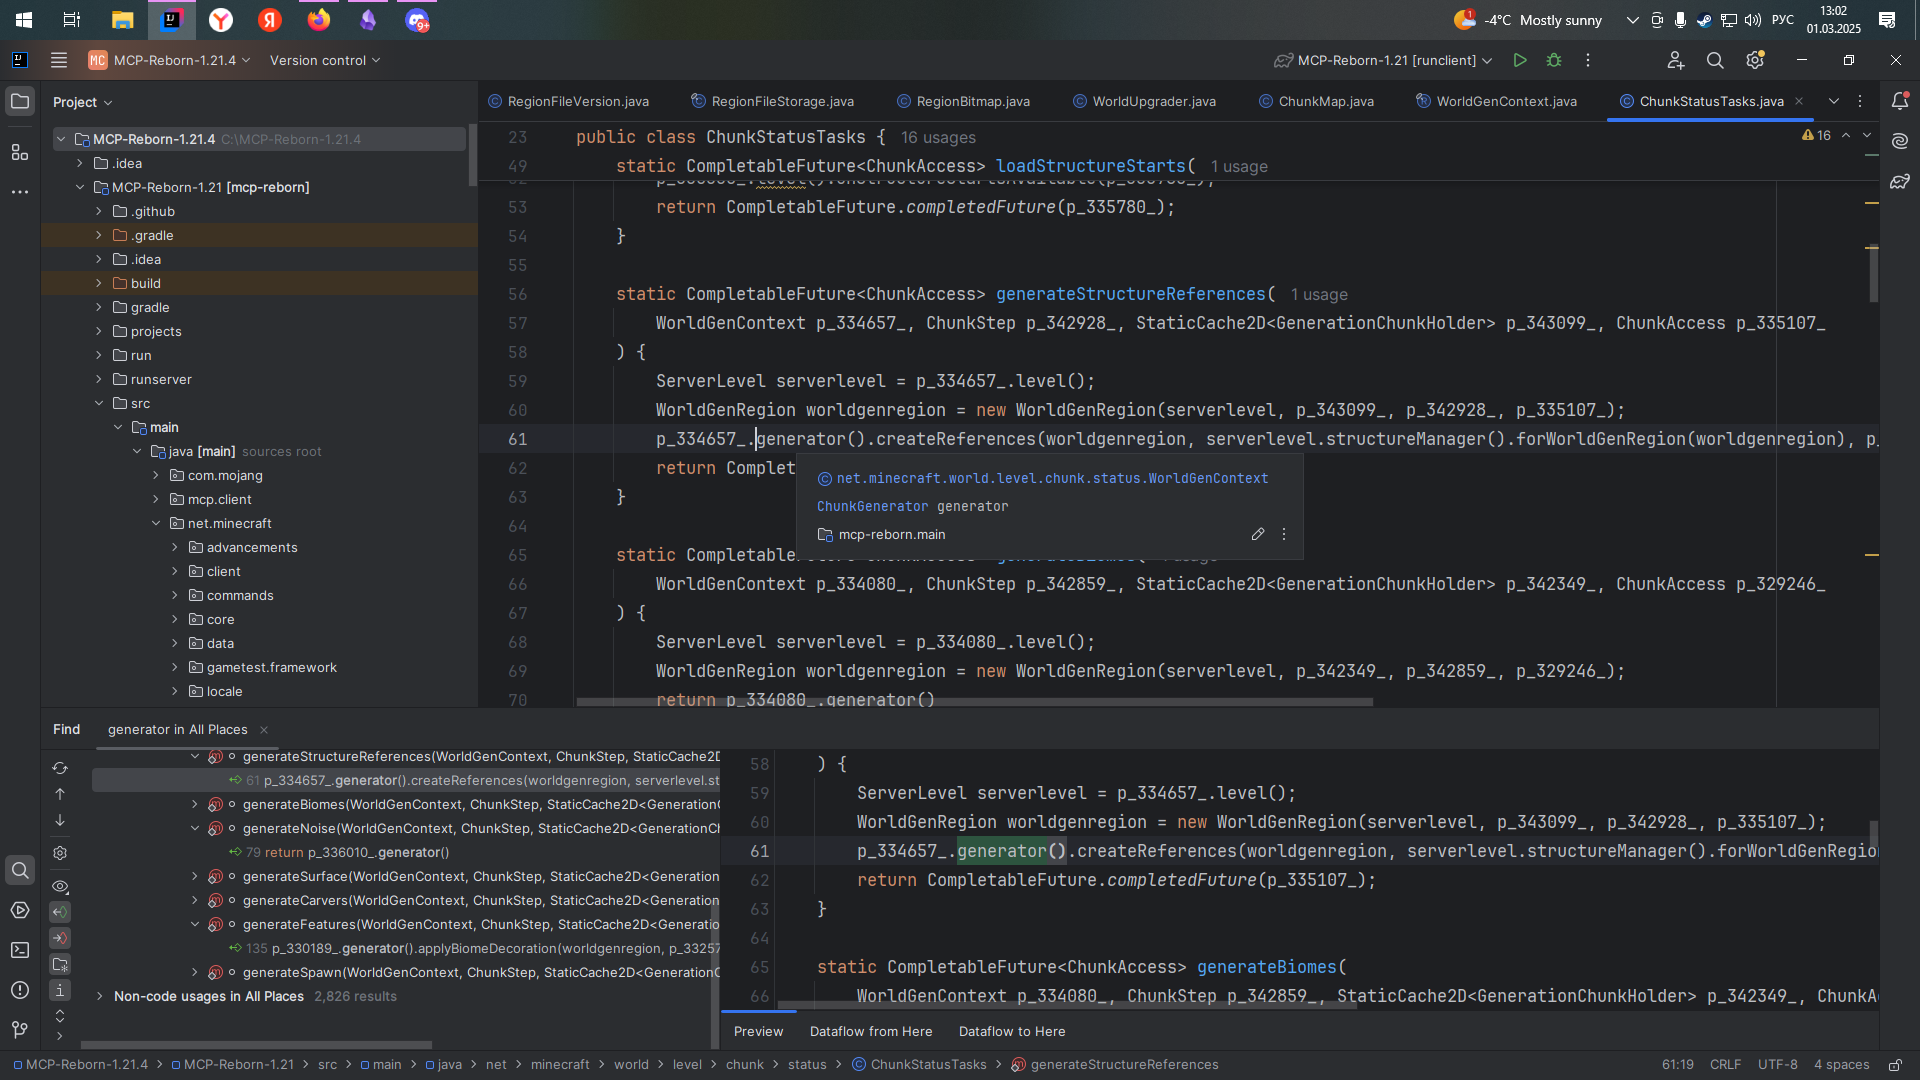 -4°C Mostly sunny
РУС
13:02
01.03.2025
MC MCP-Reborn-1.21.4
Version control
MCP-Reborn-1.21 [runclient]
Project
RegionFileVersion.java
RegionFileStorage.java
RegionBitmap.java
WorldUpgrader.java
ChunkMap.java
WorldGenContext.java
ChunkStatusTasks.java
MCP-Reborn-1.21.4 C:\MCP-Reborn-1.21.4
.idea
MCP-Reborn-1.21 [mcp-reborn]
.github
.gradle
.idea
build
gradle
projects
run
runserver
src
main
java [main] sources root
com.mojang
mcp.client
net.minecraft
advancements
client
commands
core
data
gametest.framework
locale
16
23 public class ChunkStatusTasks { 16 usages
49 static CompletableFuture<ChunkAccess> loadStructureStarts( 1 usage
53 return CompletableFuture.completedFuture(p_335780_);
54 }
55
56 static CompletableFuture<ChunkAccess> generateStructureReferences( 1 usage
57 WorldGenContext p_334657_, ChunkStep p_342928_, StaticCache2D<GenerationChunkHolder> p_343099_, ChunkAccess p_335107_
58 ) {
59 ServerLevel serverlevel = p_334657_.level();
60 WorldGenRegion worldgenregion = new WorldGenRegion(serverlevel, p_343099_, p_342928_, p_335107_);
61 p_334657_.generator().createReferences(worldgenregion, serverlevel.structureManager().forWorldGenRegion(worldgenregion), p_
62 return Complet
63 }
64
65 static Completabl
66 WorldGenContext p_334080_, ChunkStep p_342859_, StaticCache2D<GenerationChunkHolder> p_342349_, ChunkAccess p_329246_
67 ) {
68 ServerLevel serverlevel = p_334080_.level();
69 WorldGenRegion worldgenregion = new WorldGenRegion(serverlevel, p_342349_, p_342859_, p_329246_);
70 return p_334080_.generator()
net.minecraft.world.level.chunk.status.WorldGenContext
ChunkGenerator generator
mcp-reborn.main
Find
generator in All Places
generateStructureReferences(WorldGenContext, ChunkStep, StaticCache2D
61 p_334657_.generator().createReferences(worldgenregion, serverlevel.st
generateBiomes(WorldGenContext, ChunkStep, StaticCache2D<Generation
generateNoise(WorldGenContext, ChunkStep, StaticCache2D<GenerationCh
79 return p_336010_.generator()
generateSurface(WorldGenContext, ChunkStep, StaticCache2D<Generation
generateCarvers(WorldGenContext, ChunkStep, StaticCache2D<Generation
generateFeatures(WorldGenContext, ChunkStep, StaticCache2D<Generatio
135 p_330189_.generator().applyBiomeDecoration(worldgenregion, p_33257
generateSpawn(WorldGenContext, ChunkStep, StaticCache2D<Generation
Non-code usages in All Places 2,826 results
58 ) {
59 ServerLevel serverlevel = p_334657_.level();
60 WorldGenRegion worldgenregion = new WorldGenRegion(serverlevel, p_343099_, p_342928_, p_335107_);
61 p_334657_.generator().createReferences(worldgenregion, serverlevel.structureManager().forWorldGenRegio
62 return CompletableFuture.completedFuture(p_335107_);
63 }
64
65 static CompletableFuture<ChunkAccess> generateBiomes(
66 WorldGenContext p_334080_, ChunkStep p_342859_, StaticCache2D<GenerationChunkHolder> p_342349_, ChunkA
Preview
Dataflow from Here
Dataflow to Here
MCP-Reborn-1.21.4 > MCP-Reborn-1.21 > src > main > java > net > minecraft > world > level > chunk > status > ChunkStatusTasks > generateStructureReferences
61:19
CRLF
UTF-8
4 spaces